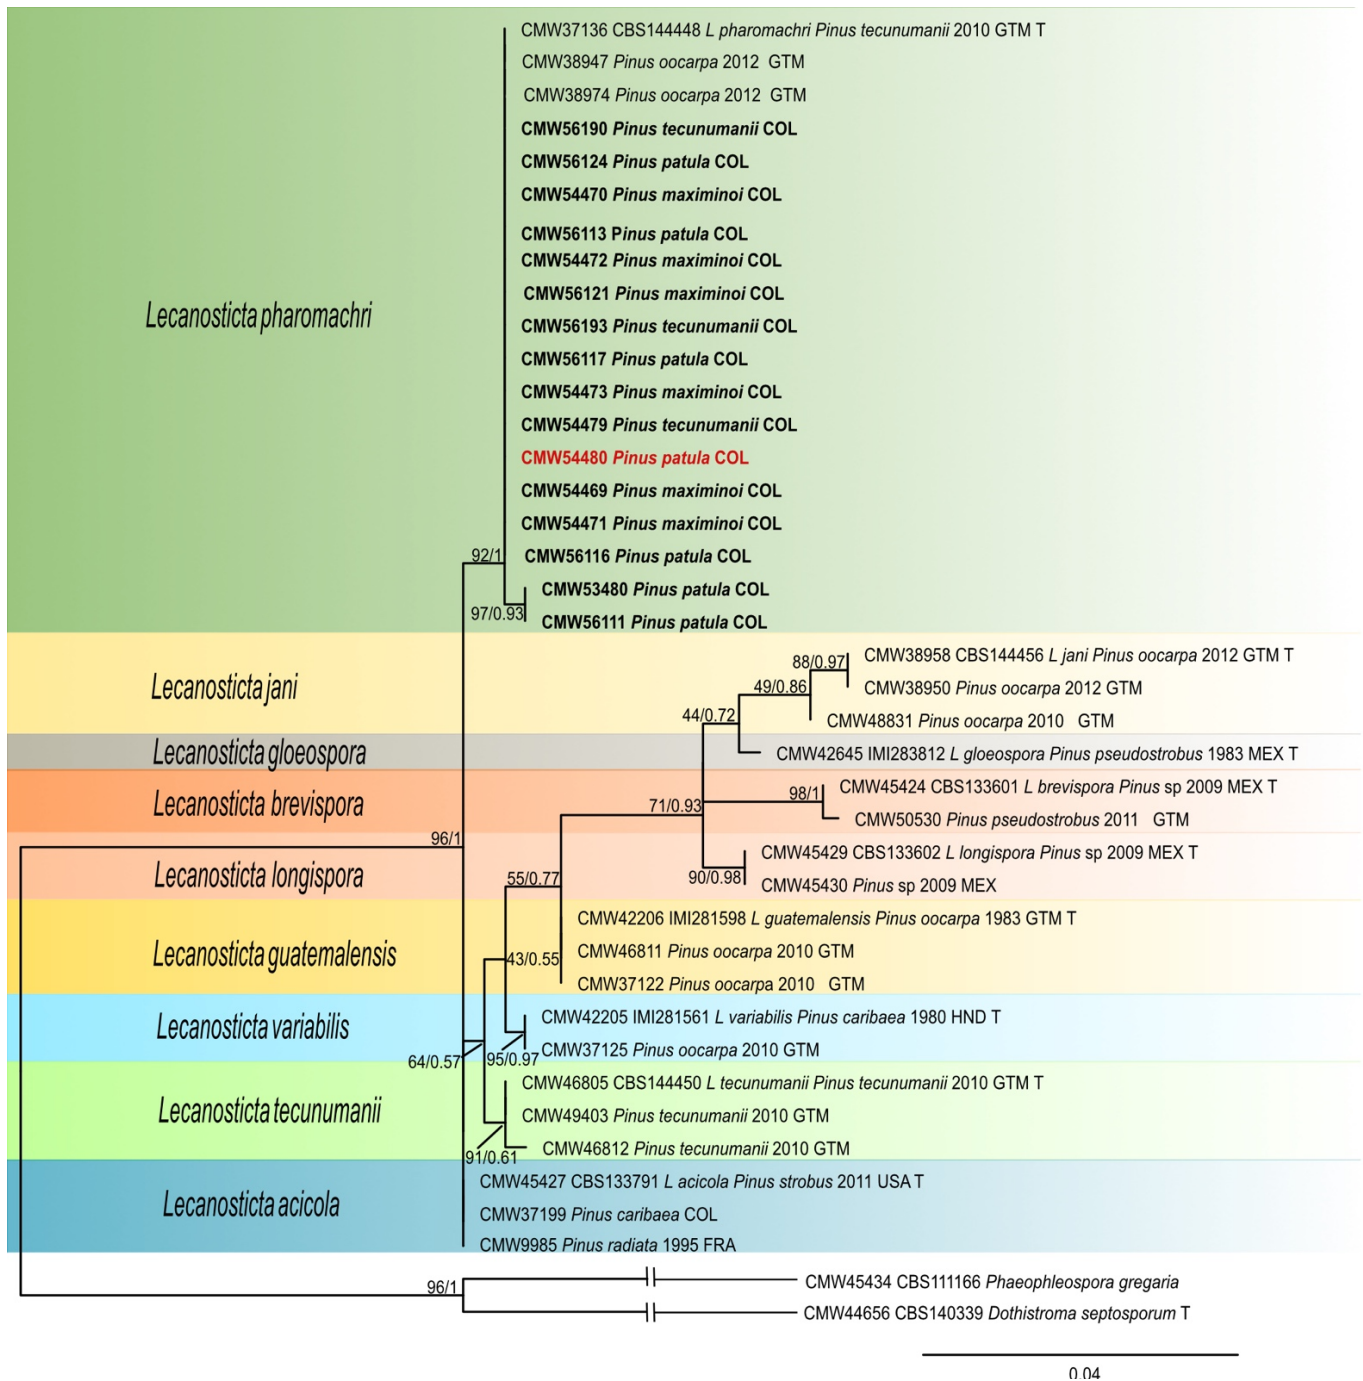 CMW37136 CBS144448 L pharomachri Pinus tecunumanii 2010 GTM T
CMW38947 Pinus oocarpa 2012 GTM
CMW38974 Pinus oocarpa 2012 GTM
CMW56190 Pinus tecunumanii COL
CMW56124 Pinus patula COL
CMW54470 Pinus maximinoi COL
CMW56113 Pinus patula COL
CMW54472 Pinus maximinoi COL
CMW56121 Pinus maximinoi COL
Lecanosticta pharomachri
CMW56193 Pinus tecunumanii COL
CMW56117 Pinus patula COL
CMW54473 Pinus maximinoi COL
CMW54479 Pinus tecunumanii COL
CMW54480 Pinus patula COL
CMW54469 Pinus maximinoi COL
CMW54471 Pinus maximinoi COL
92/1
CMW56116 Pinus patula COL
CMW53480 Pinus patula COL
97/0.93
CMW56111 Pinus patula COL
Lecanosticta jani
88/0.97
CMW38958 CBS144456 L jani Pinus oocarpa 2012 GTM T
49/0.86
CMW38950 Pinus oocarpa 2012 GTM
44/0.72
CMW48831 Pinus oocarpa 2010 GTM
Lecanosticta gloeospora
CMW42645 IMI283812 L gloeospora Pinus pseudostrobus 1983 MEX T
Lecanosticta brevispora
71/0.93
98/1
CMW45424 CBS133601 L brevispora Pinus sp 2009 MEX T
CMW50530 Pinus pseudostrobus 2011 GTM
96/1
Lecanosticta longispora
90/0.98
CMW45429 CBS133602 L longispora Pinus sp 2009 MEX T
CMW45430 Pinus sp 2009 MEX
55/0.77
Lecanosticta guatemalensis
43/0.55
CMW42206 IMI281598 L guatemalensis Pinus oocarpa 1983 GTM T
CMW46811 Pinus oocarpa 2010 GTM
CMW37122 Pinus oocarpa 2010 GTM
Lecanosticta variabilis
CMW42205 IMI281561 L variabilis Pinus caribaea 1980 HND T
64/0.57
95/0.97
CMW37125 Pinus oocarpa 2010 GTM
Lecanosticta tecunumanii
CMW46805 CBS144450 L tecunumanii Pinus tecunumanii 2010 GTM T
CMW49403 Pinus tecunumanii 2010 GTM
91/0.61
CMW46812 Pinus tecunumanii 2010 GTM
Lecanosticta acicola
CMW45427 CBS133791 L acicola Pinus strobus 2011 USA T
CMW37199 Pinus caribaea COL
CMW9985 Pinus radiata 1995 FRA
96/1
CMW45434 CBS111166 Phaeophleospora gregaria
CMW44656 CBS140339 Dothistroma septosporum T
0.04